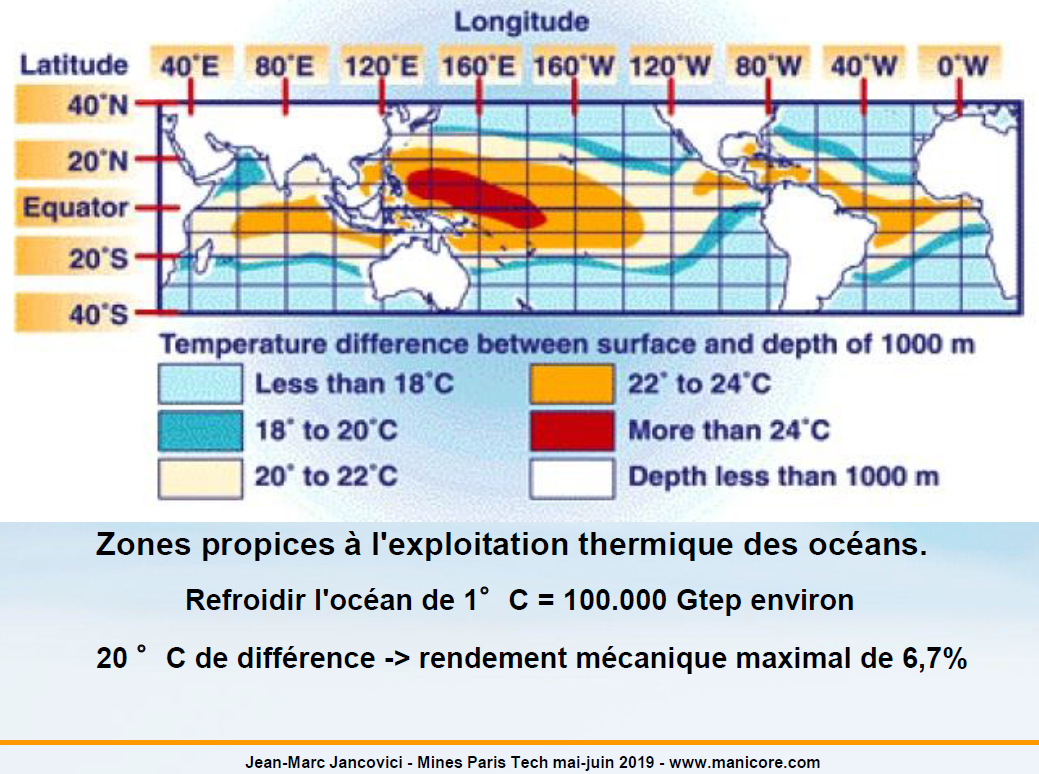 Longitude
Latitude 40°E 80°E 120°E 160°E 160°W 120°W 80°W 40°W 0°W
40°N
20°N
Equator
20°S
40°S
Temperature difference between surface and depth of 1000 m
Less than 18°C 22° to 24°C
18° to 20°C More than 24°C
20° to 22°C Depth less than 1000 m
Zones propices à l'exploitation thermique des océans.
Refroidir l'océan de 1° C = 100.000 Gtep environ
20 ° C de différence -> rendement mécanique maximal de 6,7%
Jean-Marc Jancovici - Mines Paris Tech mai-juin 2019 - www.manicore.com